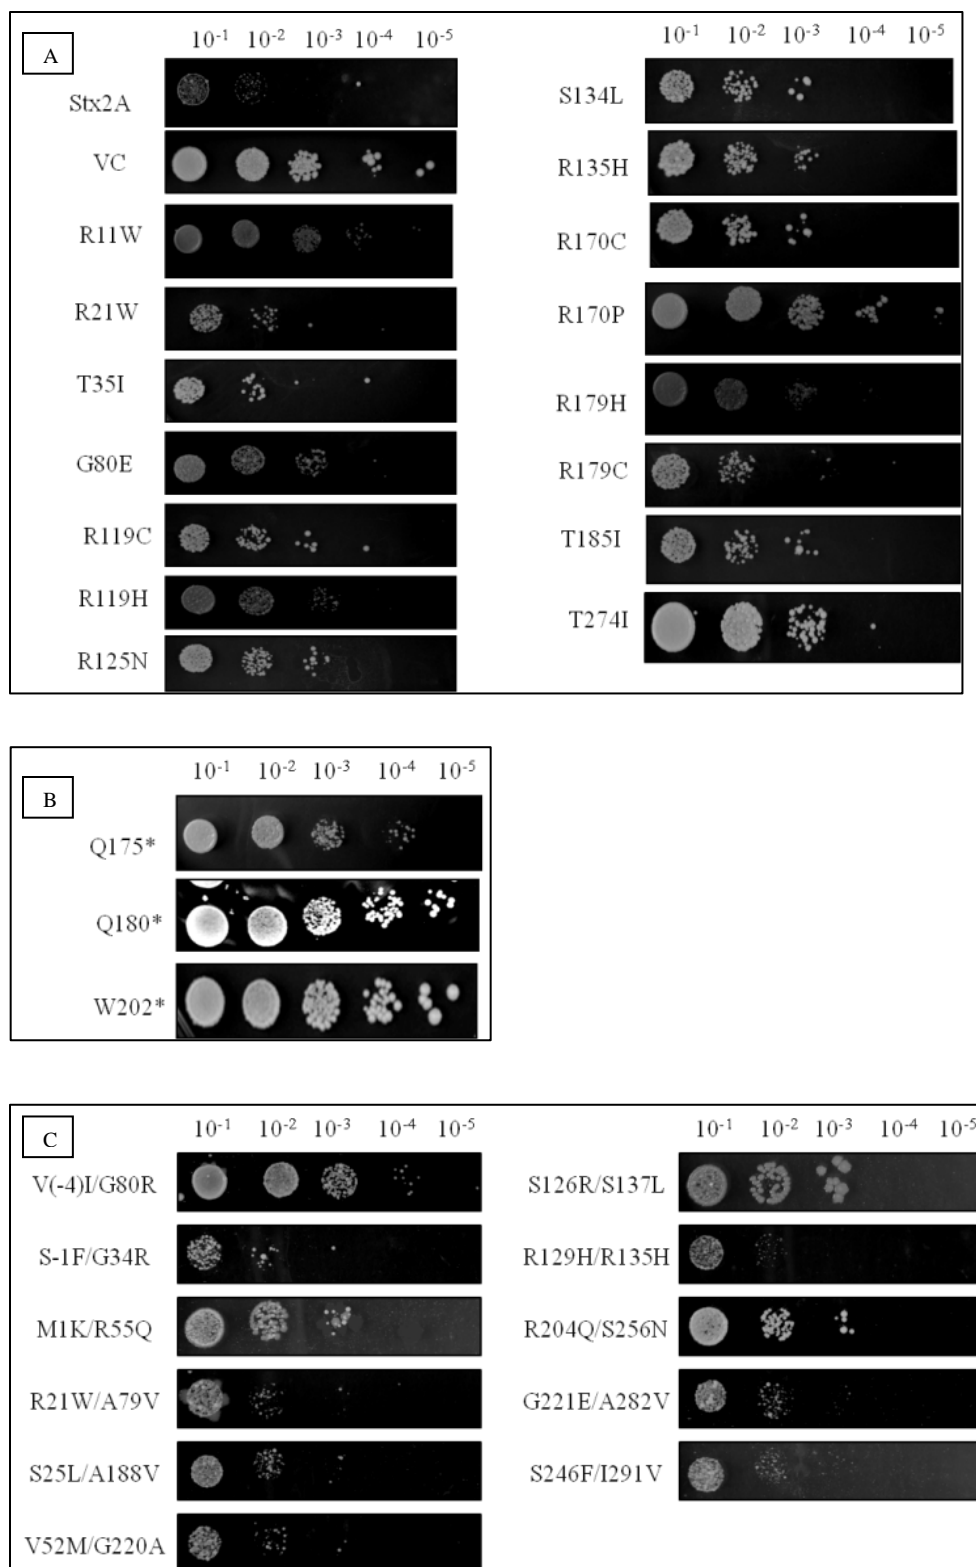 A
10⁻¹ 10⁻² 10⁻³ 10⁻⁴ 10⁻⁵
Stx2A
VC
R11W
R21W
T35I
G80E
R119C
R119H
R125N
10⁻¹ 10⁻² 10⁻³ 10⁻⁴ 10⁻⁵
S134L
R135H
R170C
R170P
R179H
R179C
T185I
T274I
B
10⁻¹ 10⁻² 10⁻³ 10⁻⁴ 10⁻⁵
Q175*
Q180*
W202*
C
10⁻¹ 10⁻² 10⁻³ 10⁻⁴ 10⁻⁵
V(-4)I/G80R
S-1F/G34R
M1K/R55Q
R21W/A79V
S25L/A188V
V52M/G220A
10⁻¹ 10⁻² 10⁻³ 10⁻⁴ 10⁻⁵
S126R/S137L
R129H/R135H
R204Q/S256N
G221E/A282V
S246F/I291V